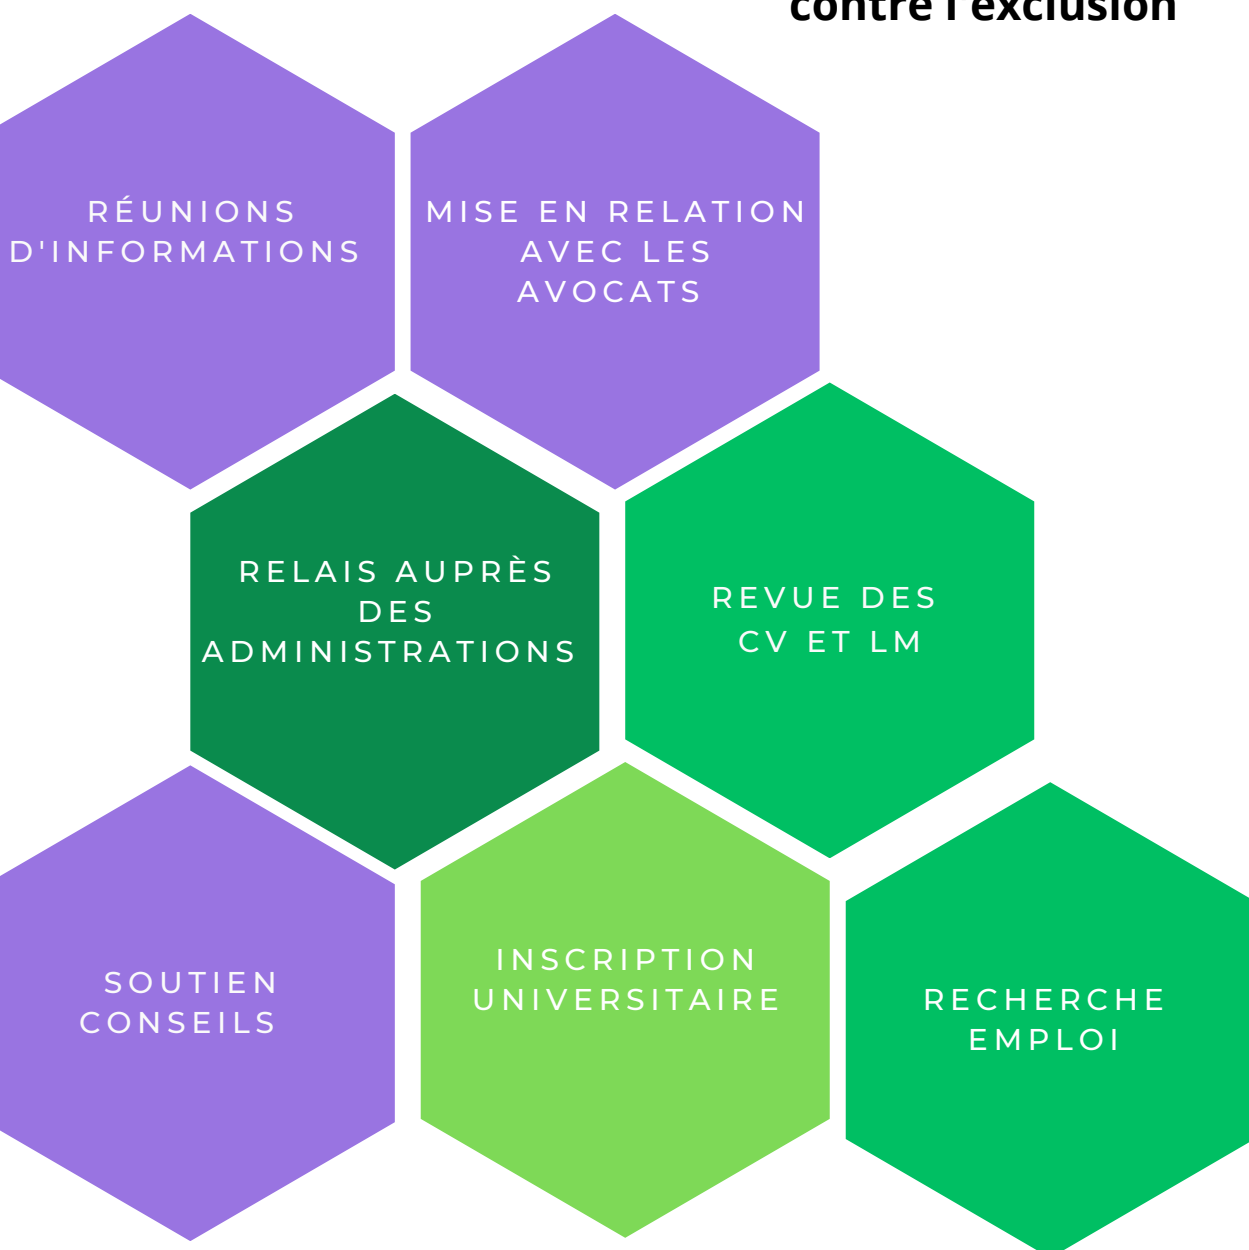 contre l'exclusion
RÉUNIONS
D'INFORMATIONS
MISE EN RELATION
AVEC LES
AVOCATS
RELAIS AUPRÈS
DES
ADMINISTRATIONS
REVUE DES
CV ET LM
SOUTIEN
CONSEILS
INSCRIPTION
UNIVERSITAIRE
RECHERCHE
EMPLOI